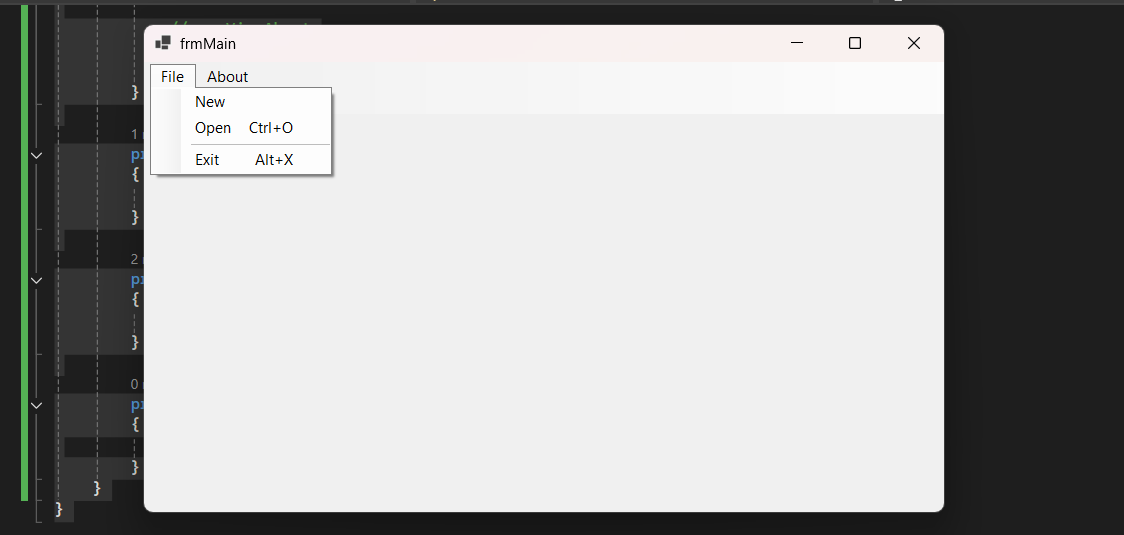 frmMain
File About
New
Open Ctrl+O
Exit Alt+X
}
1
{
}
2
{
}
0
{
}
}
}